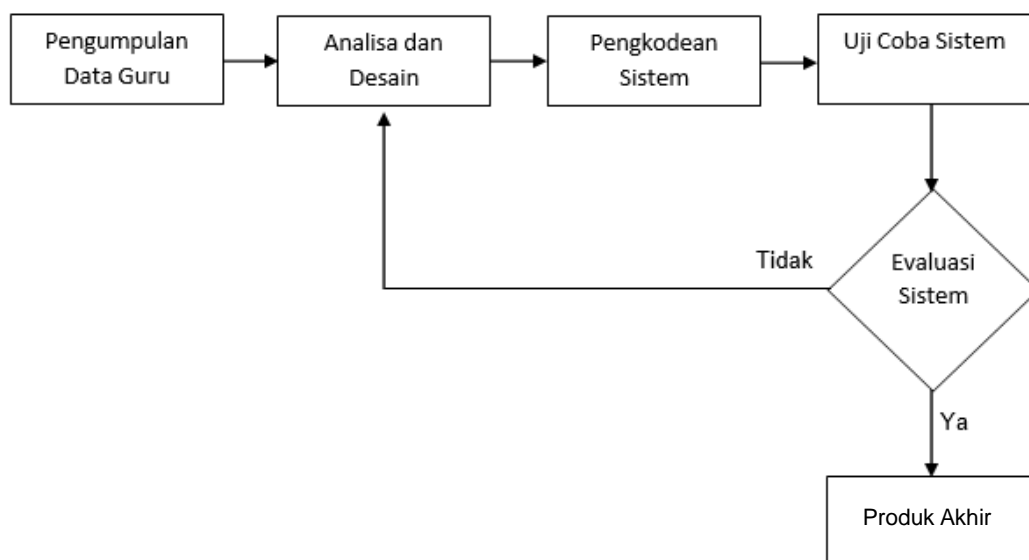 Pengumpulan
Data Guru
Analisa dan
Desain
Pengkodean
Sistem
Uji Coba Sistem
Tidak
Evaluasi
Sistem
Ya
Produk Akhir